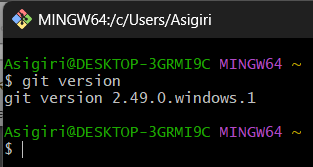 MINGW64:/c/Users/Asigiri
Asigiri@DESKTOP-3GRMI9C MINGW64 ~
$ git version
git version 2.49.0.windows.1
Asigiri@DESKTOP-3GRMI9C MINGW64 ~
$